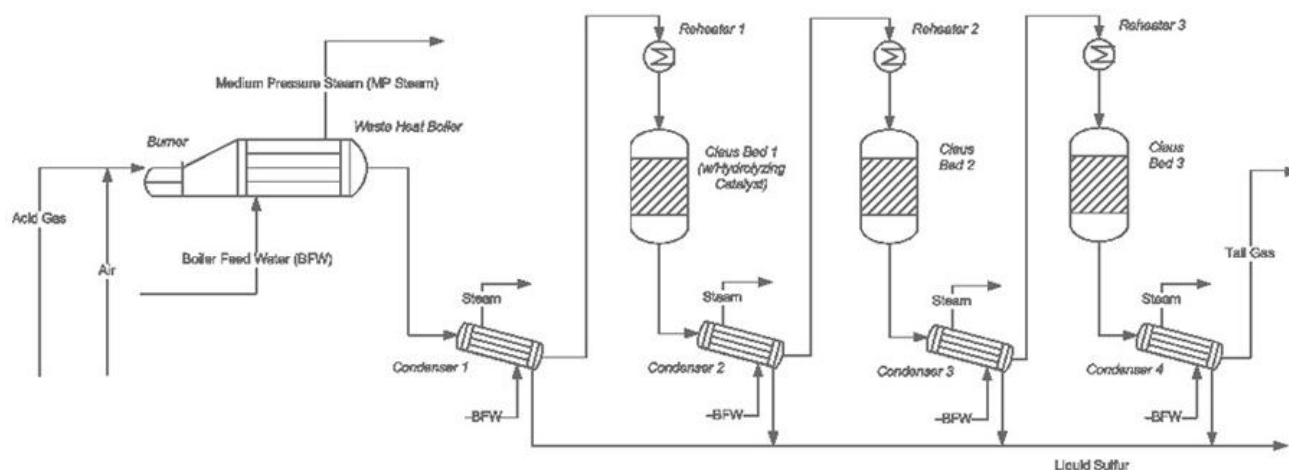 Reheater 1
Reheater 2
Reheater 3
Medium Pressure Steam (MP Steam)
Waste Heat Boiler
Burner
Claus Bed 1
(w/Hydrolyzing
Catalyst)
Claus
Bed 2
Claus
Bed 3
Acid Gas
Air
Boiler Feed Water (BFW)
Tail Gas
Steam
Steam
Steam
Steam
Condenser 1
Condenser 2
Condenser 3
Condenser 4
BFW
BFW
BFW
BFW
Liquid Sulfur